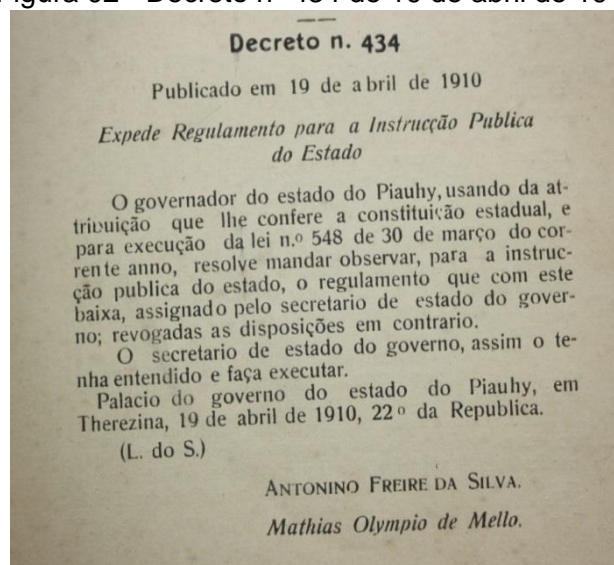 Decreto n. 434
Publicado em 19 de abril de 1910
Expede Regulamento para a Instrucção Publica
do Estado
O governador do estado do Piauhy, usando da at-
tribuição que lhe confere a constituição estadual, e
para execução da lei n.º 548 de 30 de março do cor-
rente anno, resolve mandar observar, para a instruc-
ção publica do estado, o regulamento que com este
baixa, assignado pelo secretario de estado do gover-
no; revogadas as disposições em contrario.
O secretario de estado do governo, assim o te-
nha entendido e faça executar.
Palacio do governo do estado do Piauhy, em
Therezina, 19 de abril de 1910, 22º da Republica.
(L. do S.)
ANTONINO FREIRE DA SILVA.
Mathias Olympio de Mello.